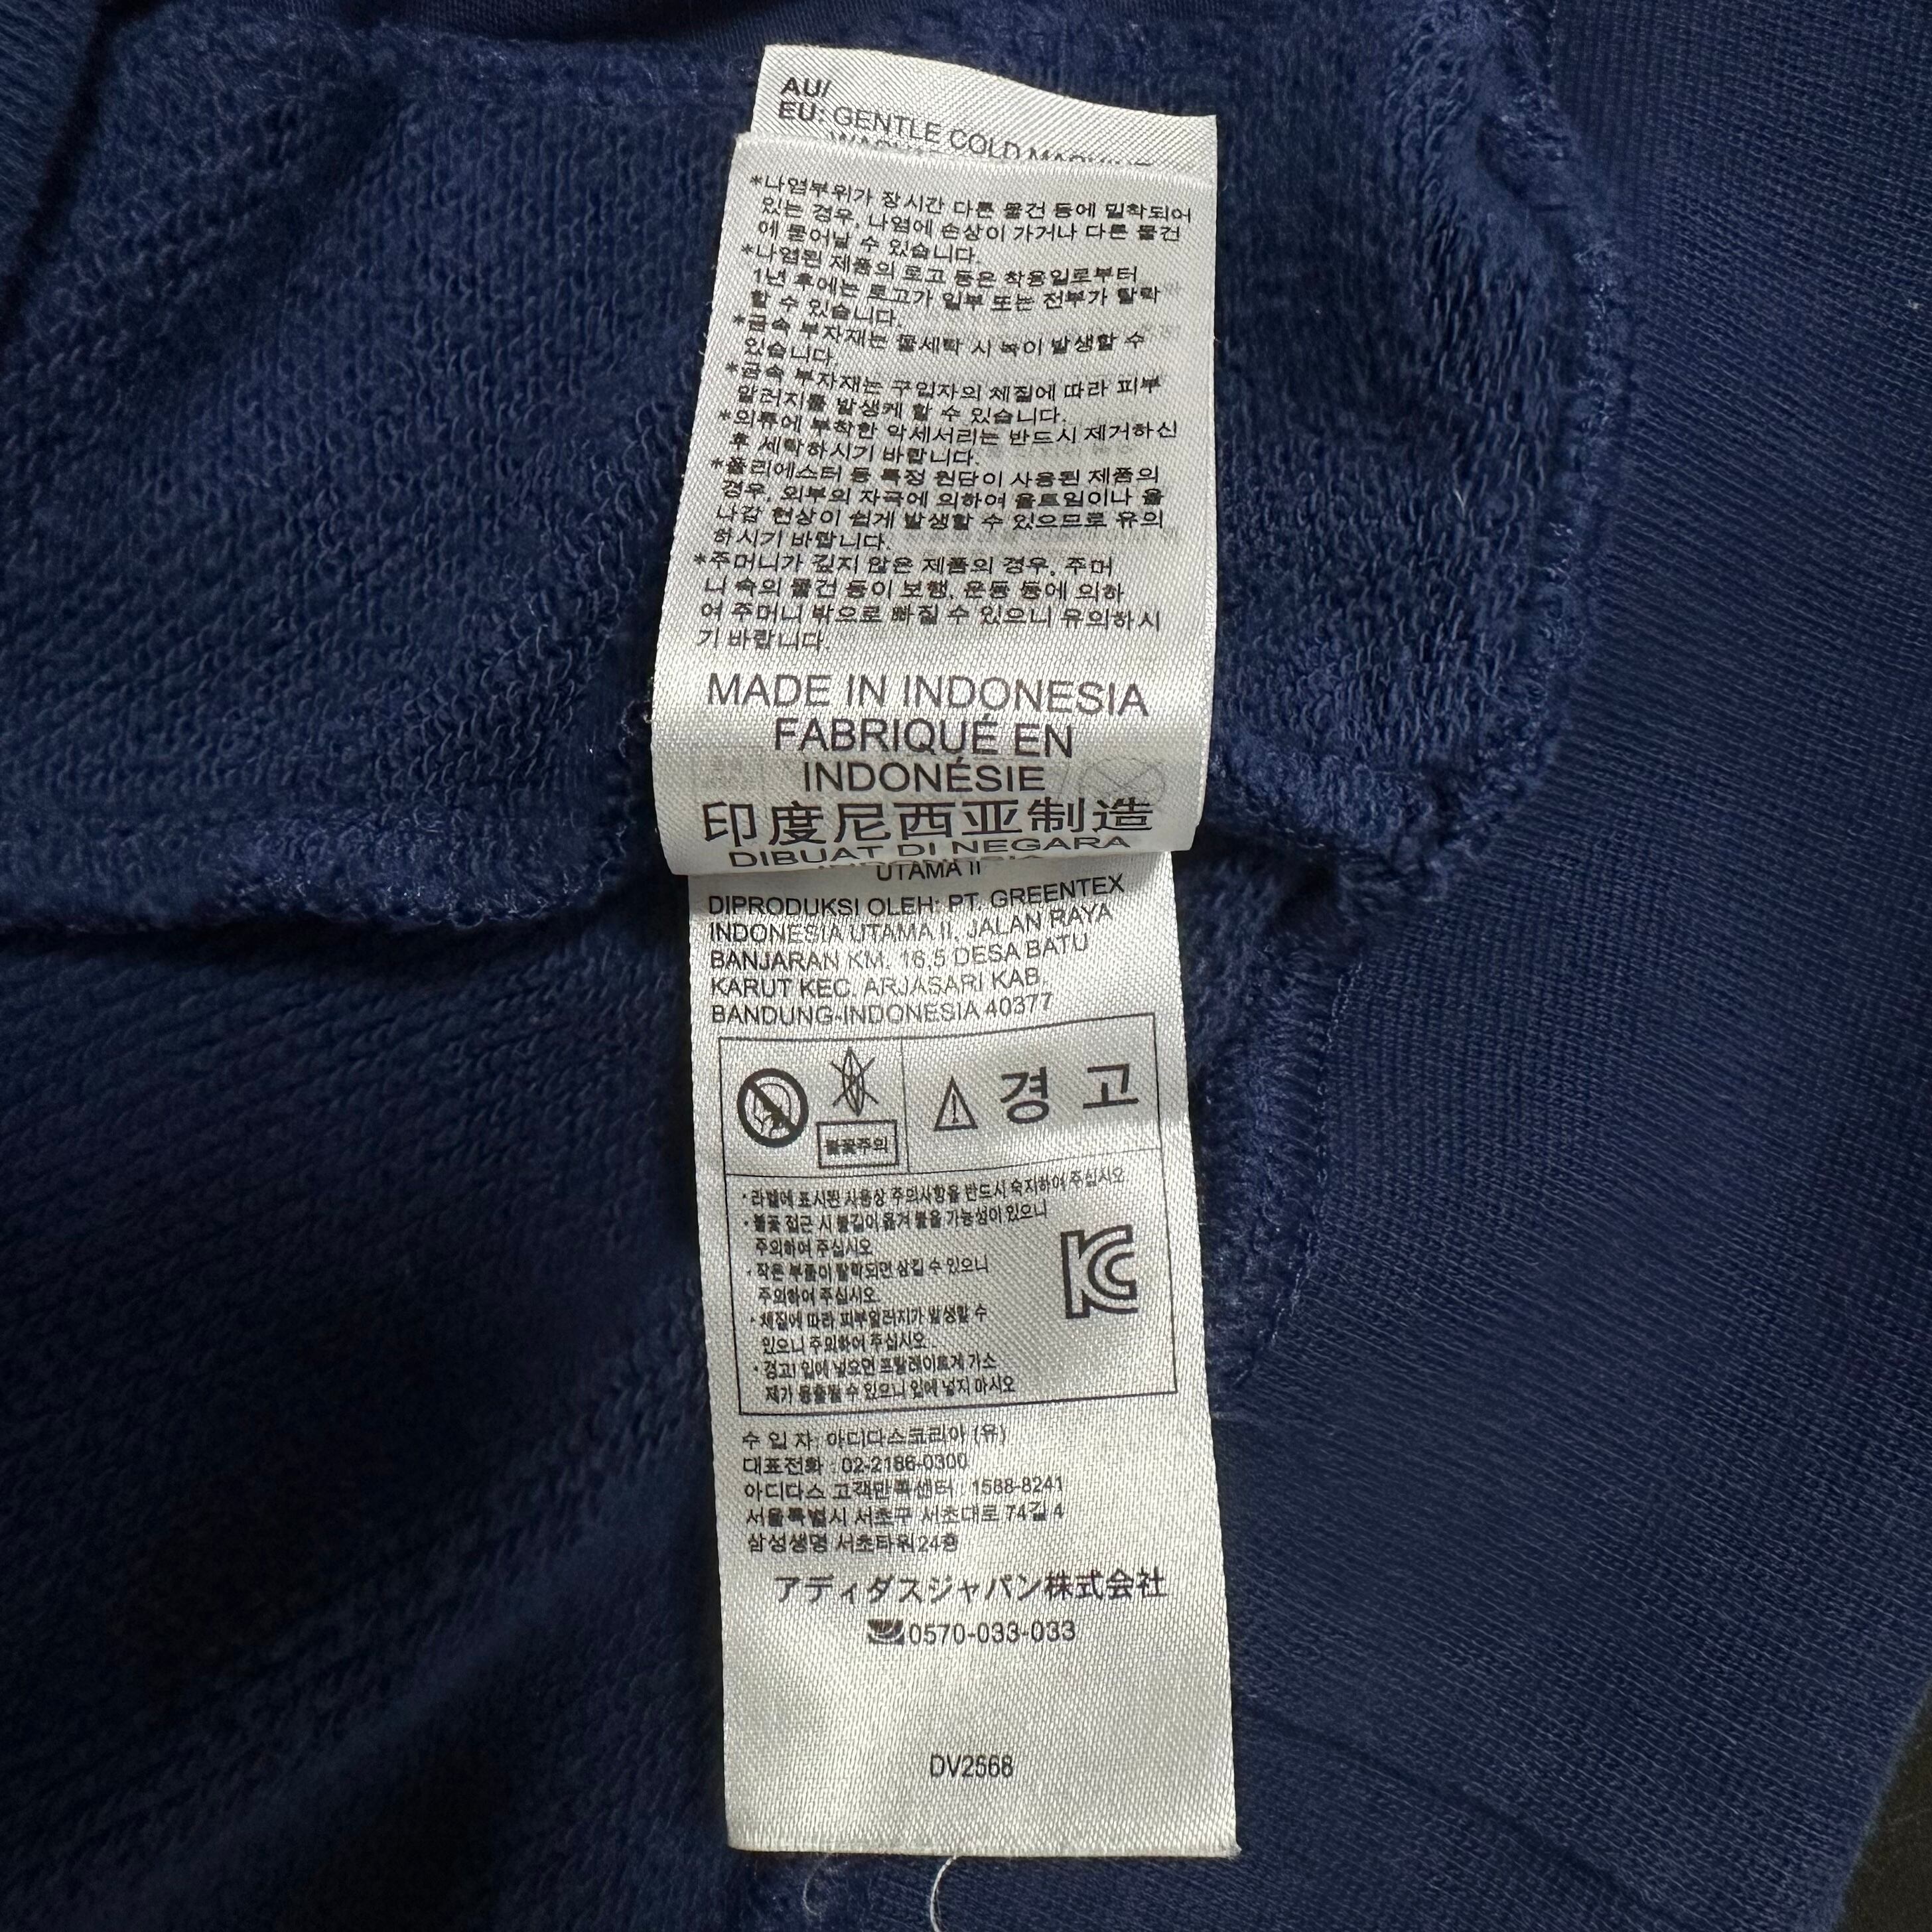 AU/
EU: GENTLE COLD MACHINE
*나염부위가 장시간 다른 물건 등에 밀착되어
있는 경우, 나염에 손상이 가거나 다른 물건
에 묻어날 수 있습니다.
*나염된 제품의 로고 등은 착용일로부터
1년 후에는 로고가 일부 또는 전부가 탈락
할 수 있습니다.
*금속 부자재는 물세탁 시 녹이 발생할 수
있습니다.
*금속 부자재는 구입자의 체질에 따라 피부
알러지를 발생케 할 수 있습니다.
*의류에 부착한 악세서리는 반드시 제거하신
후 세탁하시기 바랍니다.
*폴리에스터 등 특정 원단이 사용된 제품의
경우, 외부의 자극에 의하여 올트임이나 올
나감 현상이 쉽게 발생할 수 있으므로 유의
하시기 바랍니다.
*주머니가 깊지 않은 제품의 경우, 주머
니 속의 물건 등이 보행, 운동 등에 의하
여 주머니 밖으로 빠질 수 있으니 유의하시
기 바랍니다.
MADE IN INDONESIA
FABRIQUÉ EN
INDONÉSIE
印度尼西亚制造
DIBUAT DI NEGARA
UTAMA II
DIPRODUKSI OLEH: PT. GREENTEX
INDONESIA UTAMA II, JALAN RAYA
BANJARAN KM. 16,5 DESA BATU
KARUT KEC. ARJASARI KAB.
BANDUNG-INDONESIA 40377
불꽃주의
경 고
· 라벨에 표시된 사용상 주의사항을 반드시 숙지하여 주십시오
· 불꽃 접근 시 불길이 옮겨 붙을 가능성이 있으니
주의하여 주십시오
· 작은 부품이 탈락되면 삼킬 수 있으니
주의하여 주십시오
· 체질에 따라 피부알러지가 발생할 수
있으니 주의하여 주십시오
· 경고! 입에 넣으면 프탈레이트계 가소
제가 용출될 수 있으니 입에 넣지 마시오
수 입 자: 아디다스코리아 (유)
대표전화 : 02-2186-0300
아디다스 고객만족센터 : 1588-8241
서울특별시 서초구 서초대로 74길 4
삼성생명 서초타워 24층
アディダスジャパン株式会社
0570-033-033
DV2568